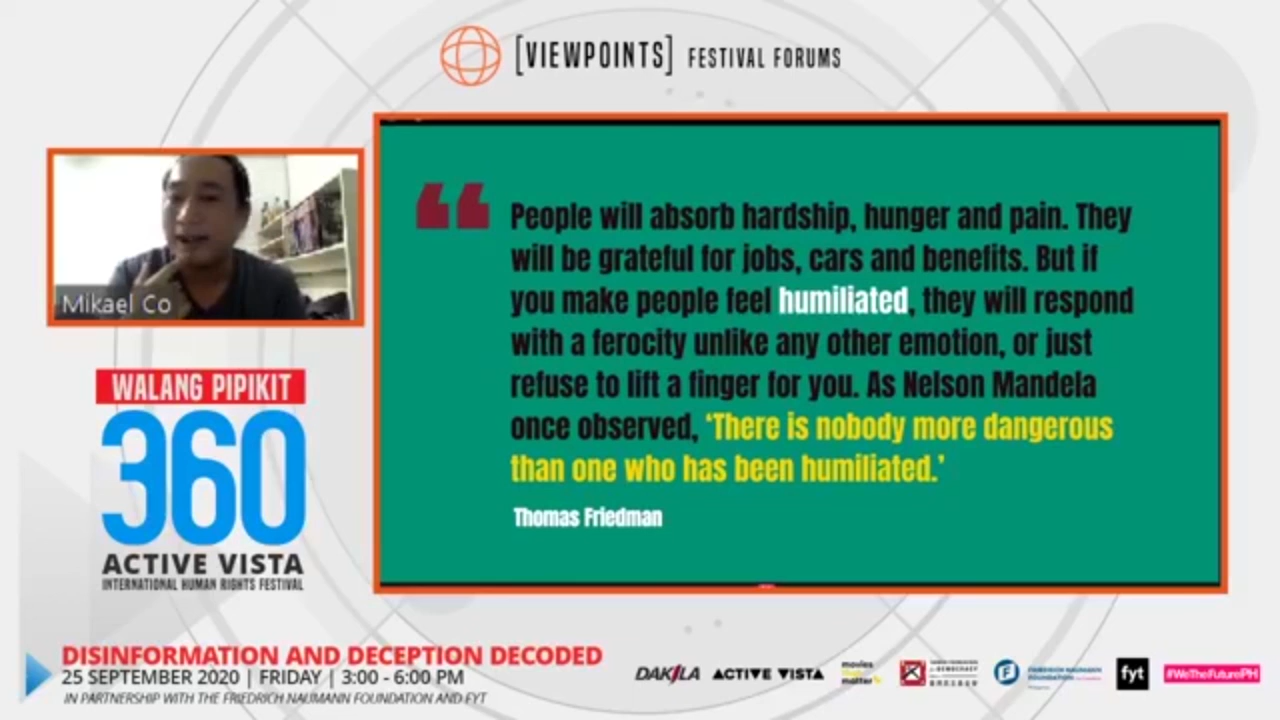 [VIEWPOINTS] FESTIVAL FORUMS
Mikael Co
“
People will absorb hardship, hunger and pain. They
will be grateful for jobs, cars and benefits. But if
you make people feel humiliated, they will respond
with a ferocity unlike any other emotion, or just
refuse to lift a finger for you. As Nelson Mandela
once observed, ‘There is nobody more dangerous
than one who has been humiliated.’
Thomas Friedman
WALANG PIPIKIT
360
ACTIVE VISTA
INTERNATIONAL HUMAN RIGHTS FESTIVAL
DISINFORMATION AND DECEPTION DECODED
25 SEPTEMBER 2020 | FRIDAY | 3:00 - 6:00 PM
IN PARTNERSHIP WITH THE FRIEDRICH NAUMANN FOUNDATION AND FYT
DAKILA
ACTIVE VISTA
movies
that
matter
fyt
#WeTheFuturePH